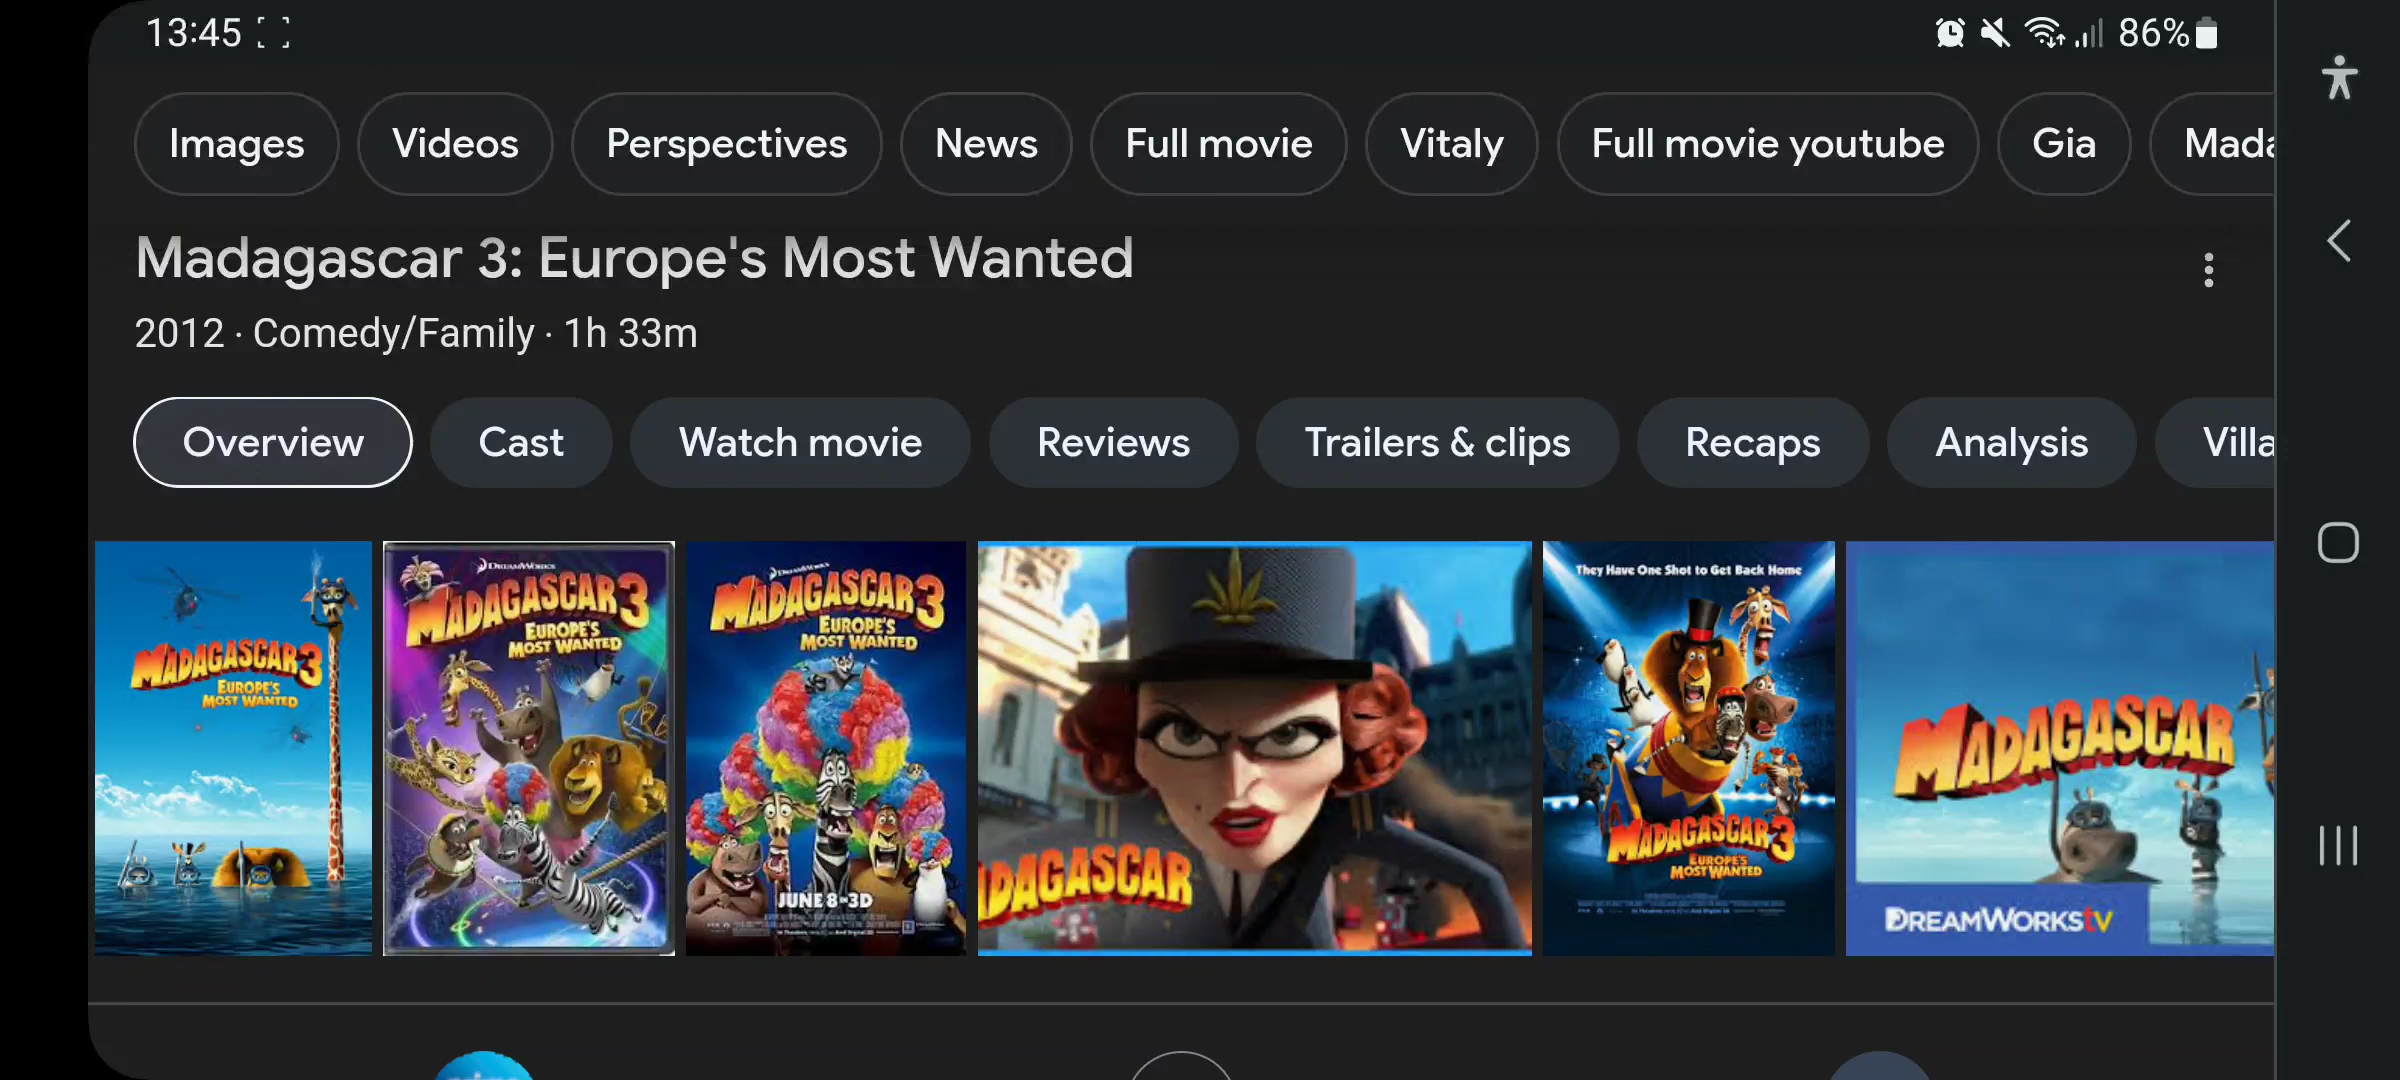 13:45
86%
Images
Videos
Perspectives
News
Full movie
Vitaly
Full movie youtube
Gia
Mada
Madagascar 3: Europe's Most Wanted
2012 · Comedy/Family · 1h 33m
Overview
Cast
Watch movie
Reviews
Trailers & clips
Recaps
Analysis
Villa
MADAGASCAR 3
EUROPE'S
MOST WANTED
DREAMWORKS
MADAGASCAR 3
EUROPE'S
MOST WANTED
DREAMWORKS
MADAGASCAR 3
EUROPE'S
MOST WANTED
JUNE 8 IN 3D
DAGASCAR
They Have One Shot to Get Back Home
MADAGASCAR 3
EUROPE'S
MOST WANTED
MADAGASCAR
DREAMWORKSTV